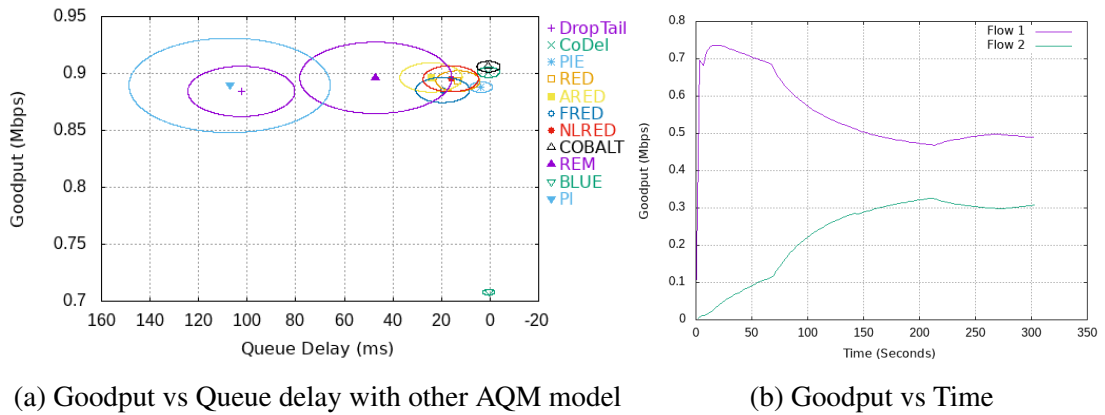 0.95
0.9
0.85
0.9
0.75
0.7
160 140 120 100 80 60 40 20 0 -20
Goodput (Mbps)
Queue Delay (ms)
DropTail
CoDel
PIE
RED
ARED
FRED
NLRED
COBALT
REM
BLUE
PI
(a) Goodput vs Queue delay with other AQM model
0.8
0.7
0.6
0.5
0.4
0.3
0.2
0.1
0
0 50 100 150 200 250 300 350
Goodput (Mbps)
Time (Seconds)
Flow 1
Flow 2
(b) Goodput vs Time